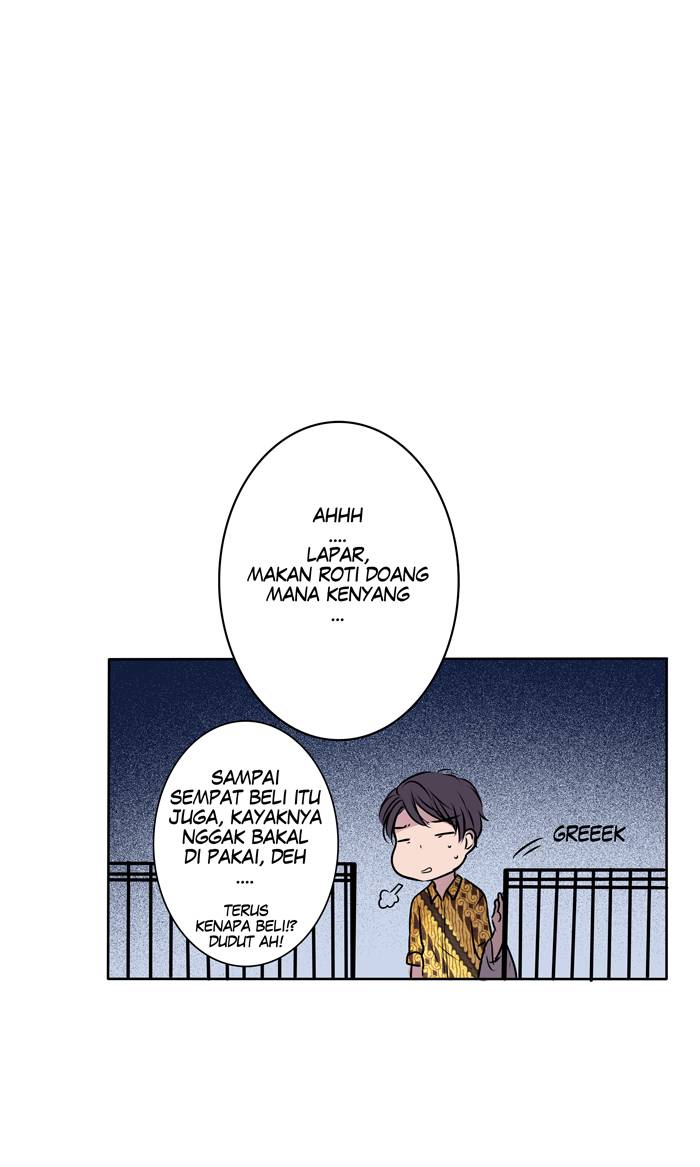 AHHH
....
LAPAR,
MAKAN ROTI DOANG
MANA KENYANG
...
SAMPAI
SEMPAT BELI ITU
JUGA, KAYAKNYA
NGGAK BAKAL
DI PAKAI, DEH
....
TERUS
KENAPA BELI!?
DUDUT AH!
GREEEK